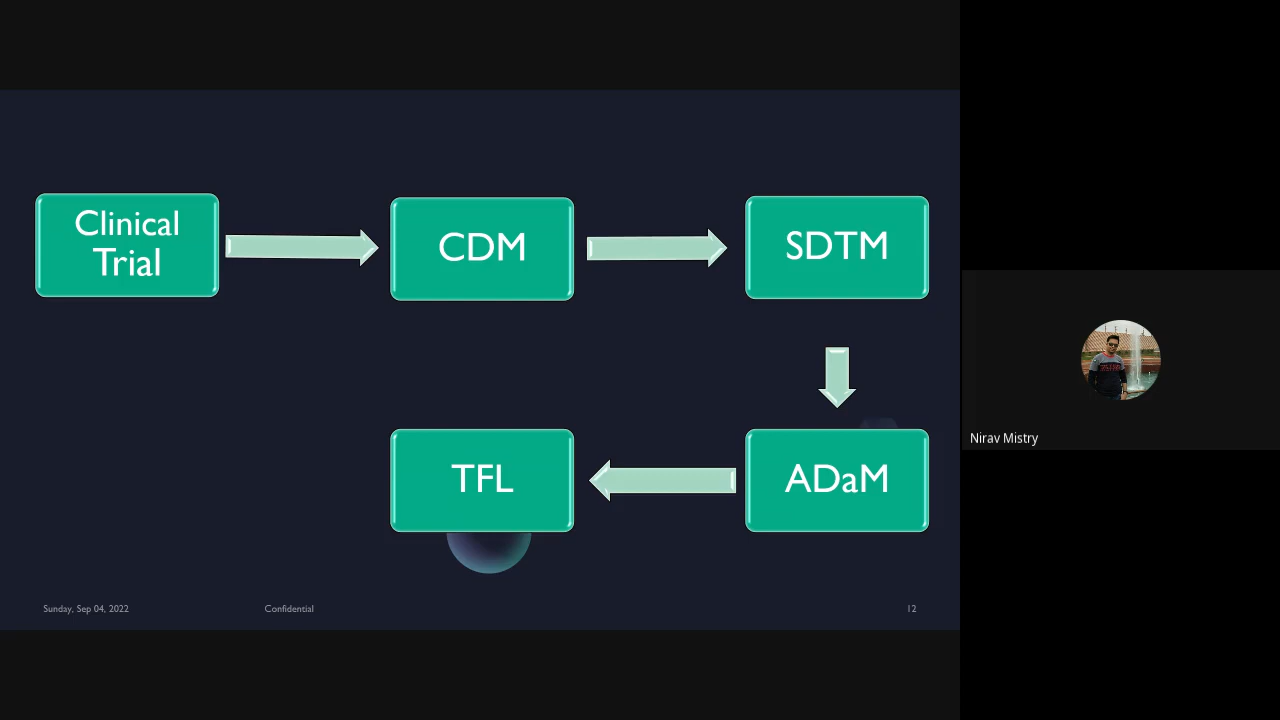 Clinical
Trial
CDM
SDTM
TFL
ADaM
Sunday, Sep 04, 2022
Confidential
12
Nirav Mistry